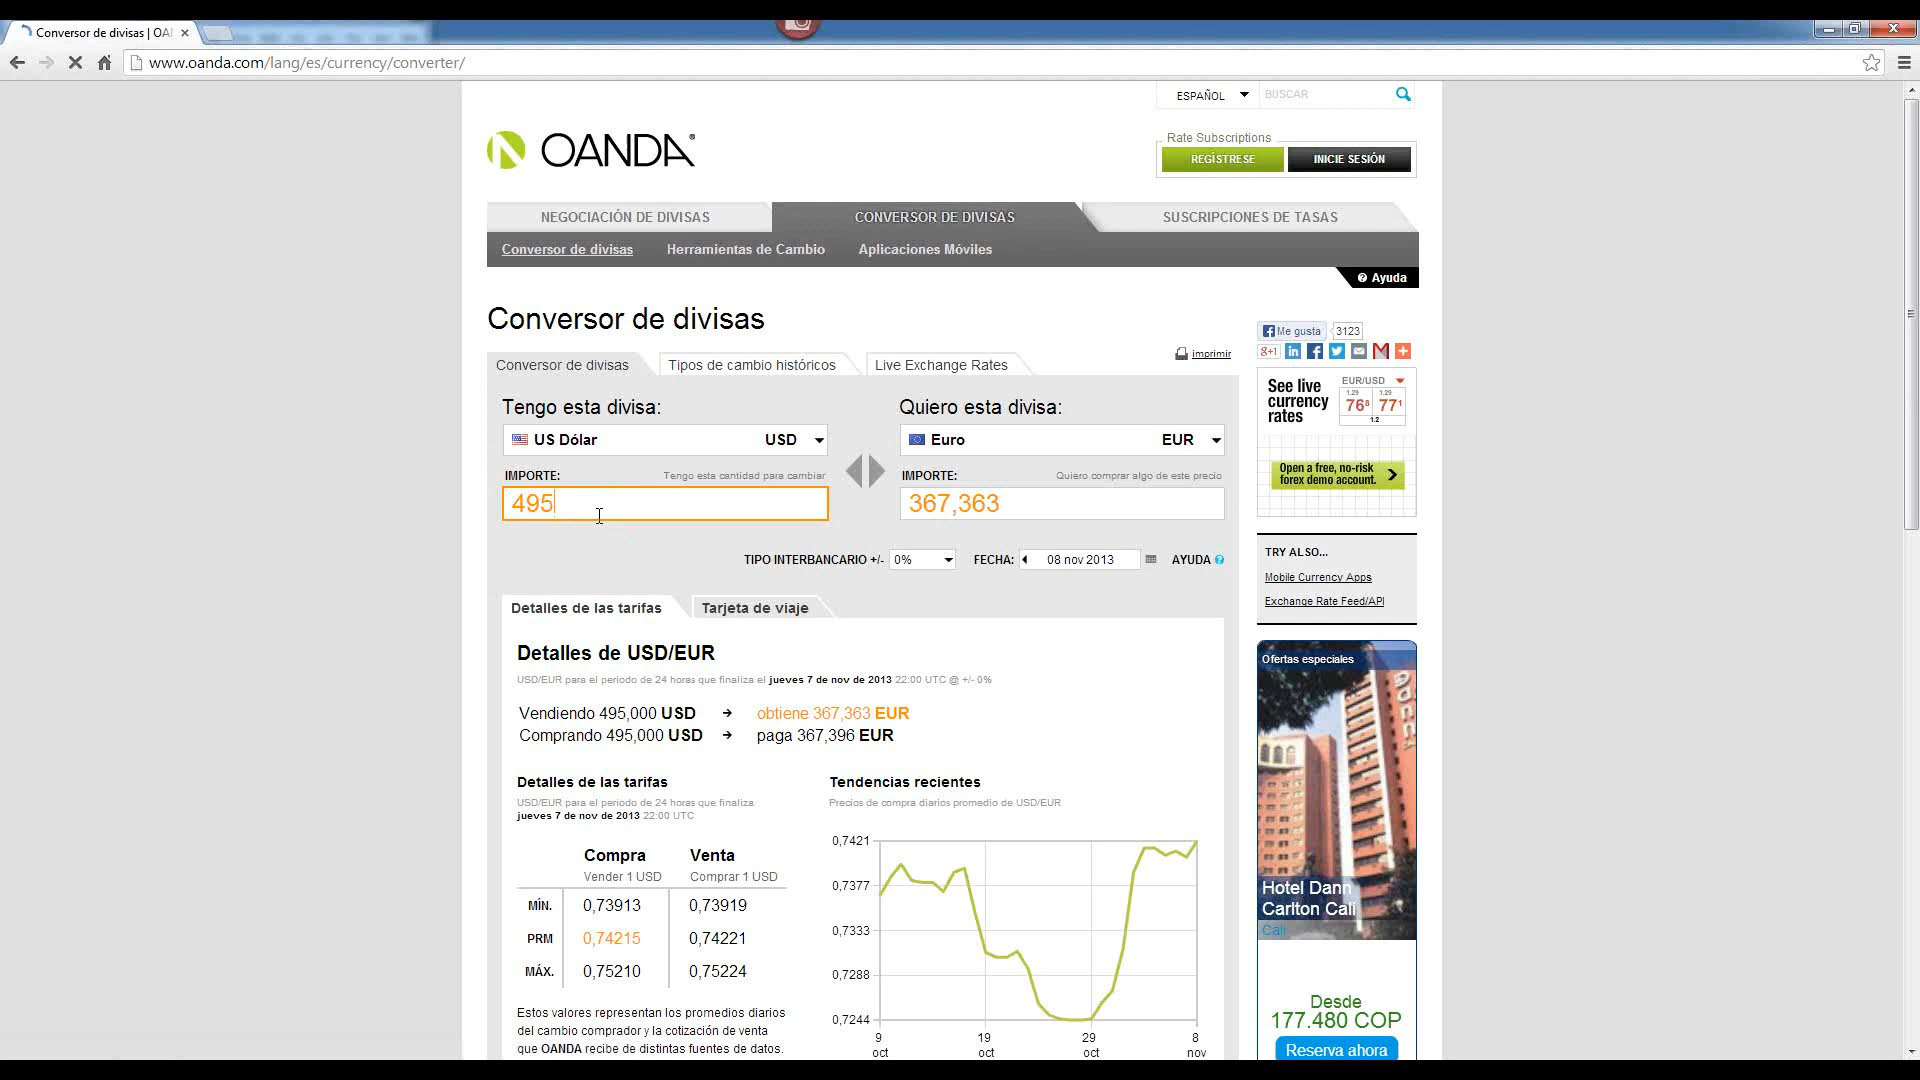 Conversor de divisas | OA
www.oanda.com/lang/es/currency/converter/
ESPAÑOL
BUSCAR
OANDA®
Rate Subscriptions
REGÍSTRESE
INICIE SESIÓN
NEGOCIACIÓN DE DIVISAS
CONVERSOR DE DIVISAS
SUSCRIPCIONES DE TASAS
Conversor de divisas
Herramientas de Cambio
Aplicaciones Móviles
Ayuda
Conversor de divisas
imprimir
Conversor de divisas
Tipos de cambio históricos
Live Exchange Rates
Tengo esta divisa:
US Dólar USD
IMPORTE: Tengo esta cantidad para cambiar
495
Quiero esta divisa:
Euro EUR
IMPORTE: Quiero comprar algo de este precio
367,363
TIPO INTERBANCARIO +/- 0%
FECHA: 08 nov 2013
AYUDA ?
Detalles de las tarifas
Tarjeta de viaje
Detalles de USD/EUR
USD/EUR para el periodo de 24 horas que finaliza el jueves 7 de nov de 2013 22:00 UTC @ +/- 0%
Vendiendo 495,000 USD → obtiene 367,363 EUR
Comprando 495,000 USD → paga 367,396 EUR
Detalles de las tarifas
USD/EUR para el periodo de 24 horas que finaliza
jueves 7 de nov de 2013 22:00 UTC
Compra Venta
Vender 1 USD Comprar 1 USD
MÍN. 0,73913 0,73919
PRM 0,74215 0,74221
MÁX. 0,75210 0,75224
Estos valores representan los promedios diarios
del cambio comprador y la cotización de venta
que OANDA recibe de distintas fuentes de datos.
Tendencias recientes
Precios de compra diarios promedio de USD/EUR
0,7421
0,7377
0,7333
0,7288
0,7244
9 19 29 8
oct oct oct nov
Me gusta 3123
g+1
See live
currency
rates
EUR/USD
1.29 1.29
76⁸ 77¹
1.2
Open a free, no-risk
forex demo account.
TRY ALSO...
Mobile Currency Apps
Exchange Rate Feed/API
Ofertas especiales
Dann
Hotel Dann
Carlton Cali
Cali
Desde
177.480 COP
Reserva ahora